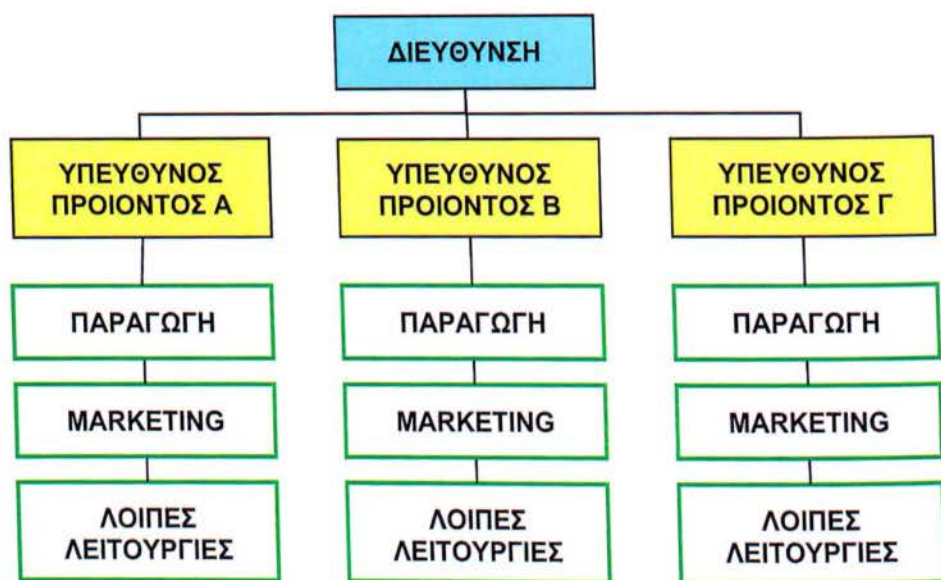 ΔΙΕΥΘΥΝΣΗ
ΥΠΕΥΘΥΝΟΣ
ΠΡΟΙΟΝΤΟΣ Α
ΥΠΕΥΘΥΝΟΣ
ΠΡΟΙΟΝΤΟΣ Β
ΥΠΕΥΘΥΝΟΣ
ΠΡΟΙΟΝΤΟΣ Γ
ΠΑΡΑΓΩΓΗ
ΠΑΡΑΓΩΓΗ
ΠΑΡΑΓΩΓΗ
MARKETING
MARKETING
MARKETING
ΛΟΙΠΕΣ
ΛΕΙΤΟΥΡΓΙΕΣ
ΛΟΙΠΕΣ
ΛΕΙΤΟΥΡΓΙΕΣ
ΛΟΙΠΕΣ
ΛΕΙΤΟΥΡΓΙΕΣ